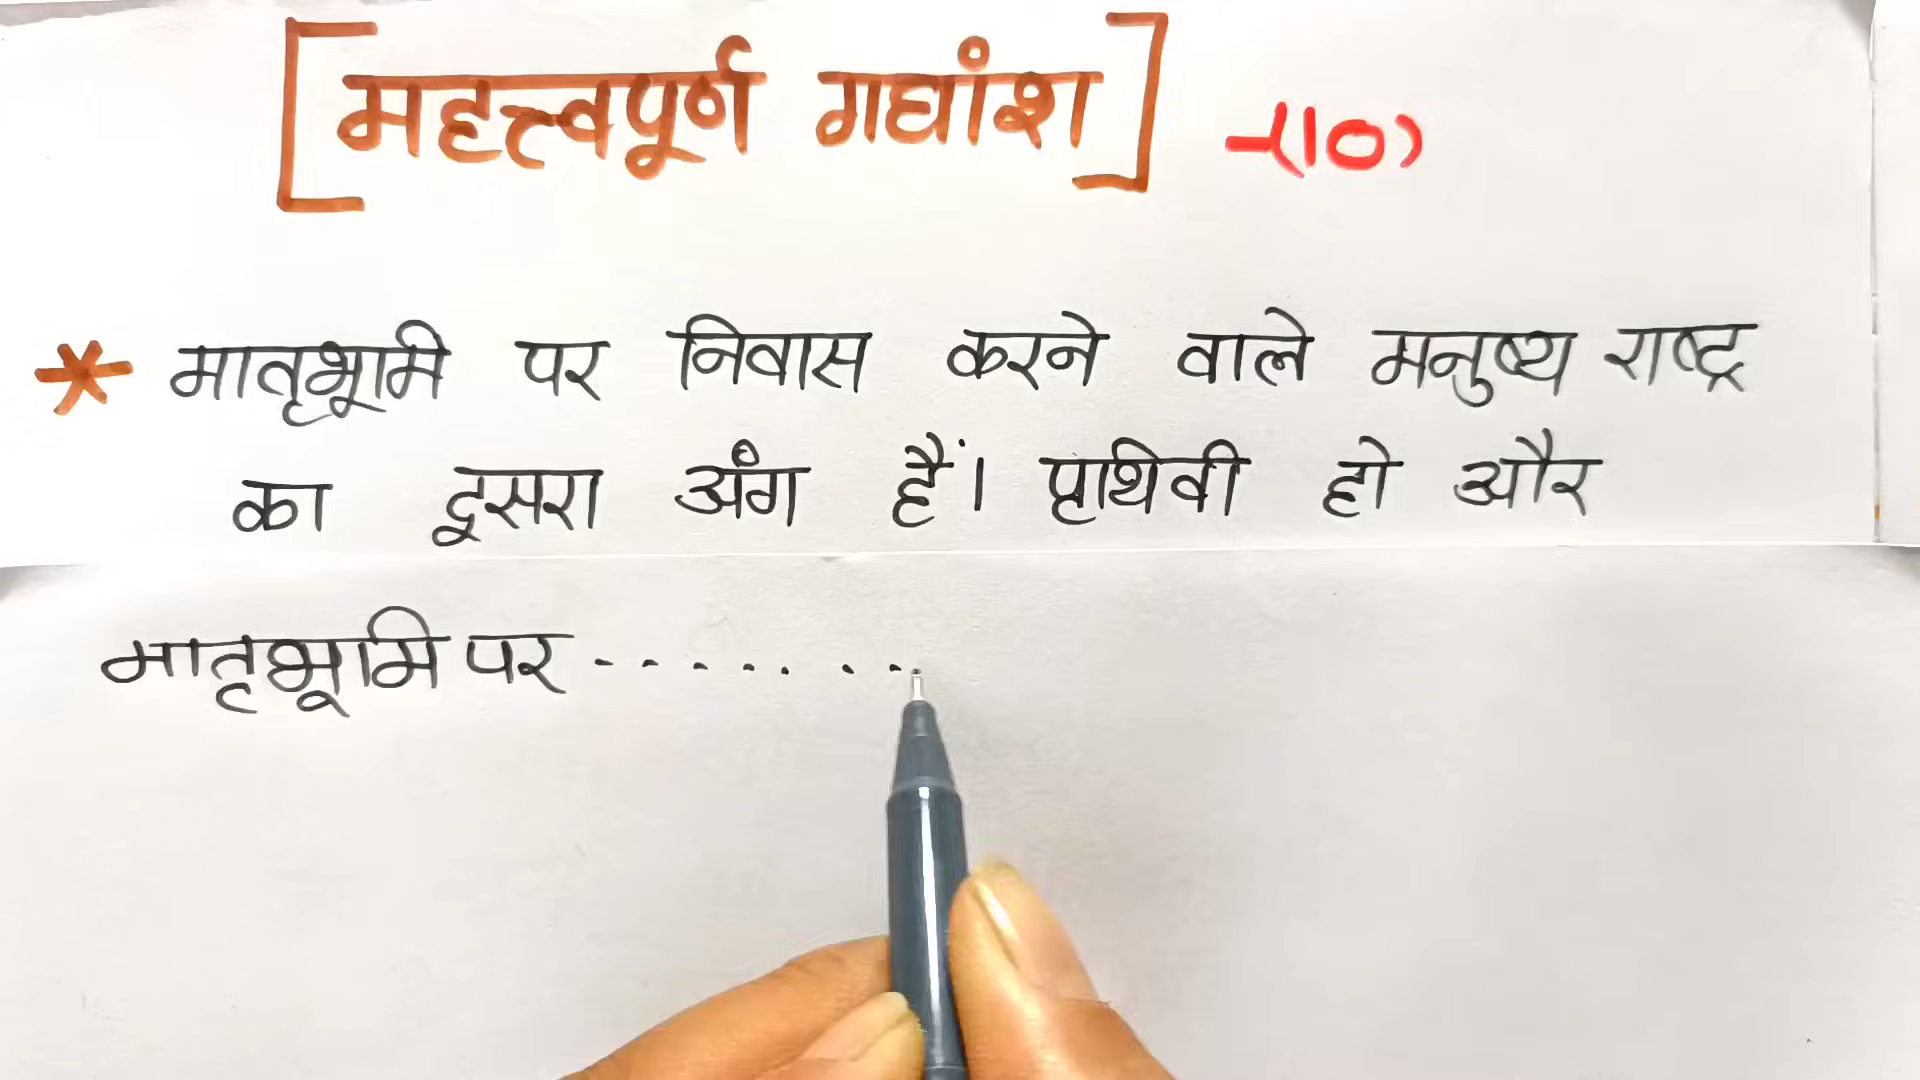 [महत्त्वपूर्ण गद्यांश] -(10)
* मातृभूमि पर निवास करने वाले मनुष्य राष्ट्र
का दूसरा अंग हैं। पृथिवी हो और
मातृभूमि पर - - - - - . . -.